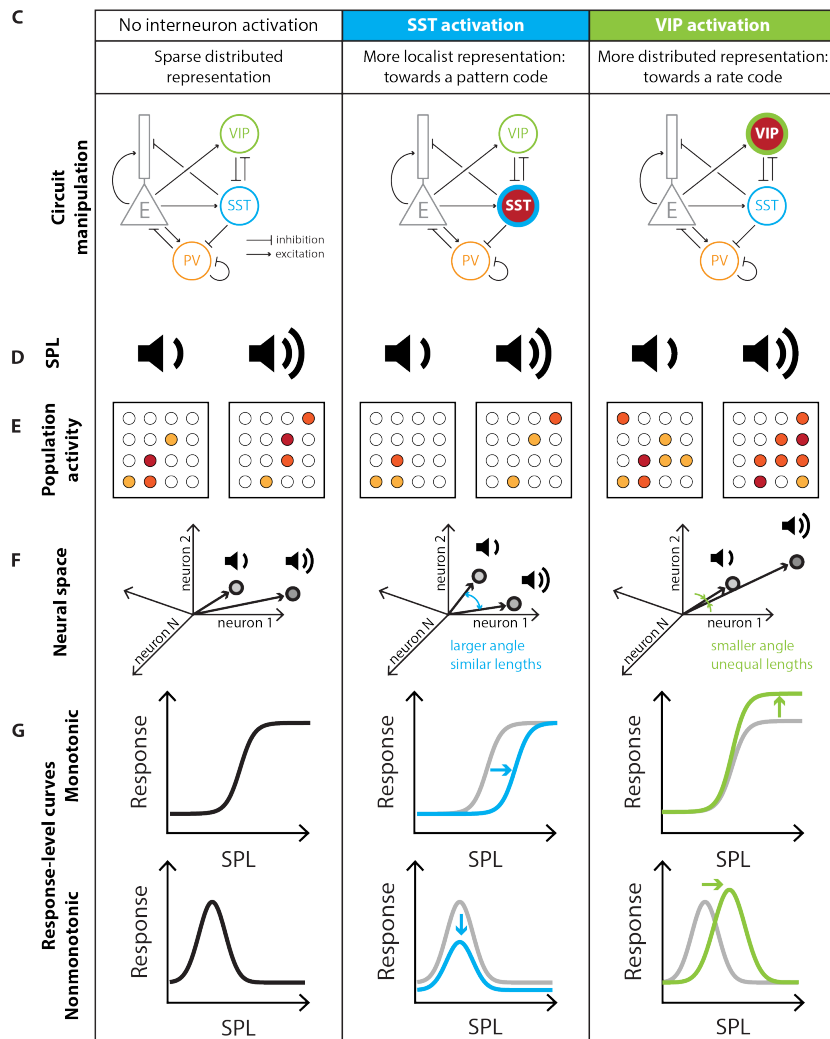 C
No interneuron activation
SST activation
VIP activation
Sparse distributed
representation
More localist representation:
towards a pattern code
More distributed representation:
towards a rate code
Circuit
manipulation
VIP
E
SST
PV
inhibition
excitation
VIP
E
SST
PV
VIP
E
SST
PV
D
SPL
E
Population
activity
F
Neural space
neuron 2
neuron 1
neuron N
neuron 2
neuron 1
neuron N
larger angle
similar lengths
neuron 2
neuron 1
neuron N
smaller angle
unequal lengths
G
Response-level curves
Monotonic
Response
SPL
Response
SPL
Response
SPL
Nonmonotonic
Response
SPL
Response
SPL
Response
SPL